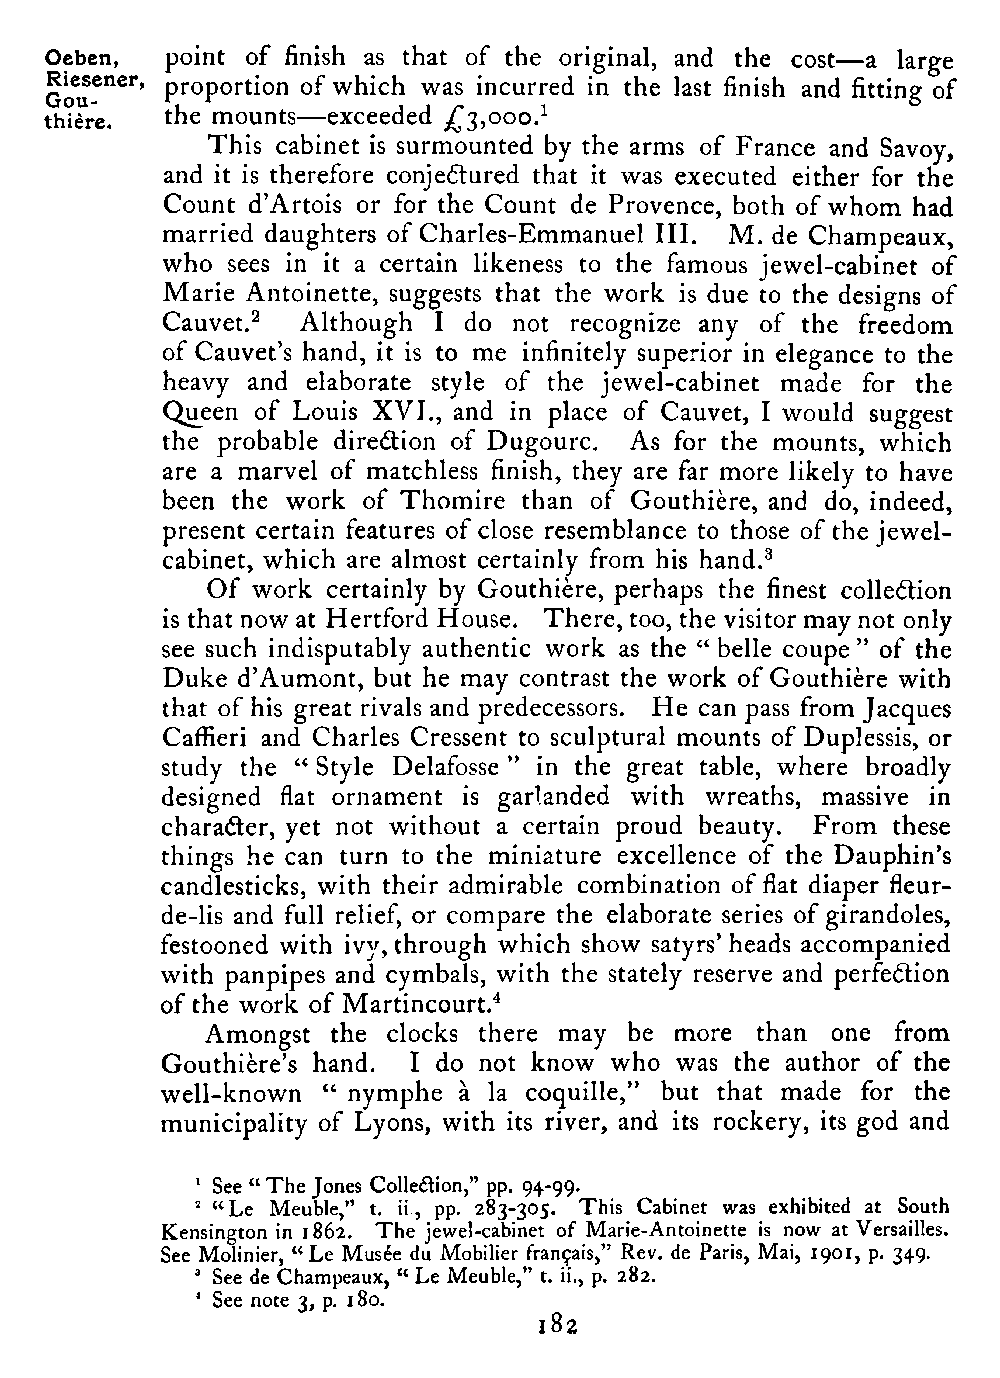 Oeben,
Riesener,
Gou-
thière.
point of finish as that of the original, and the cost—a large
proportion of which was incurred in the last finish and fitting of
the mounts—exceeded £3,000.¹
This cabinet is surmounted by the arms of France and Savoy,
and it is therefore conjectured that it was executed either for the
Count d'Artois or for the Count de Provence, both of whom had
married daughters of Charles-Emmanuel III. M. de Champeaux,
who sees in it a certain likeness to the famous jewel-cabinet of
Marie Antoinette, suggests that the work is due to the designs of
Cauvet.² Although I do not recognize any of the freedom
of Cauvet's hand, it is to me infinitely superior in elegance to the
heavy and elaborate style of the jewel-cabinet made for the
Queen of Louis XVI., and in place of Cauvet, I would suggest
the probable direction of Dugourc. As for the mounts, which
are a marvel of matchless finish, they are far more likely to have
been the work of Thomire than of Gouthière, and do, indeed,
present certain features of close resemblance to those of the jewel-
cabinet, which are almost certainly from his hand.³
Of work certainly by Gouthière, perhaps the finest collection
is that now at Hertford House. There, too, the visitor may not only
see such indisputably authentic work as the "belle coupe" of the
Duke d'Aumont, but he may contrast the work of Gouthière with
that of his great rivals and predecessors. He can pass from Jacques
Caffieri and Charles Cressent to sculptural mounts of Duplessis, or
study the "Style Delafosse" in the great table, where broadly
designed flat ornament is garlanded with wreaths, massive in
character, yet not without a certain proud beauty. From these
things he can turn to the miniature excellence of the Dauphin's
candlesticks, with their admirable combination of flat diaper fleur-
de-lis and full relief, or compare the elaborate series of girandoles,
festooned with ivy, through which show satyrs' heads accompanied
with panpipes and cymbals, with the stately reserve and perfection
of the work of Martincourt.⁴
Amongst the clocks there may be more than one from
Gouthière's hand. I do not know who was the author of the
well-known "nymphe à la coquille," but that made for the
municipality of Lyons, with its river, and its rockery, its god and
¹ See "The Jones Collection," pp. 94-99.
² "Le Meuble," t. ii., pp. 283-305. This Cabinet was exhibited at South
Kensington in 1862. The jewel-cabinet of Marie-Antoinette is now at Versailles.
See Molinier, "Le Musée du Mobilier français," Rev. de Paris, Mai, 1901, p. 349.
³ See de Champeaux, "Le Meuble," t. ii., p. 282.
⁴ See note 3, p. 180.
182